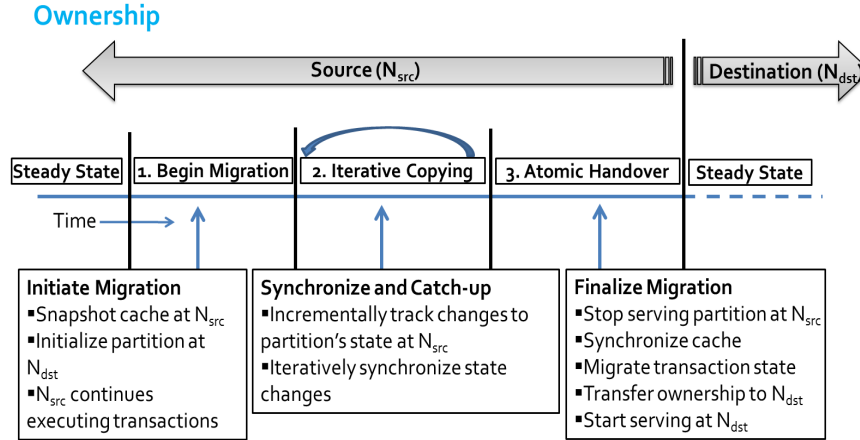 Ownership
Source (Nsrc)
Destination (Ndst)
Steady State
1. Begin Migration
2. Iterative Copying
3. Atomic Handover
Steady State
Time
Initiate Migration
▪Snapshot cache at Nsrc
▪Initialize partition at
Ndst
▪Nsrc continues
executing transactions
Synchronize and Catch-up
▪Incrementally track changes to
partition's state at Nsrc
▪Iteratively synchronize state
changes
Finalize Migration
▪Stop serving partition at Nsrc
▪Synchronize cache
▪Migrate transaction state
▪Transfer ownership to Ndst
▪Start serving at Ndst